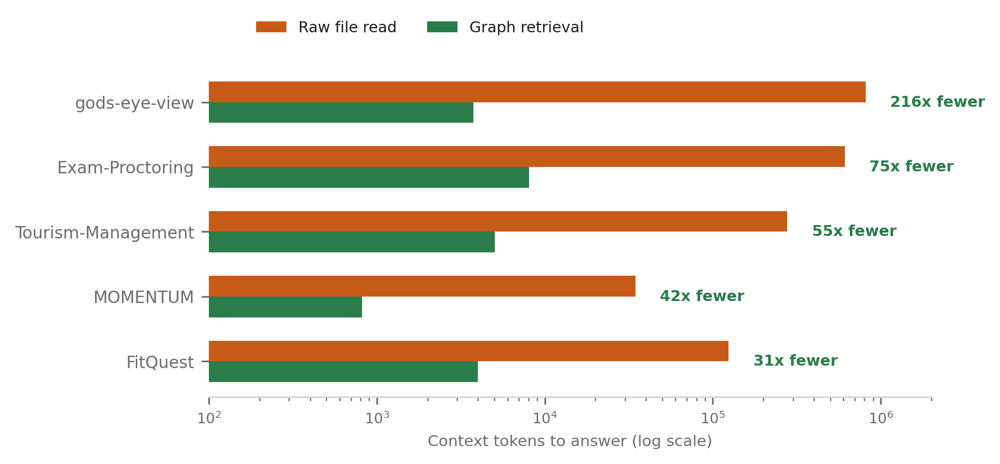 Raw file read Graph retrieval
gods-eye-view 216x fewer
Exam-Proctoring 75x fewer
Tourism-Management 55x fewer
MOMENTUM 42x fewer
FitQuest 31x fewer
10² 10³ 10⁴ 10⁵ 10⁶
Context tokens to answer (log scale)